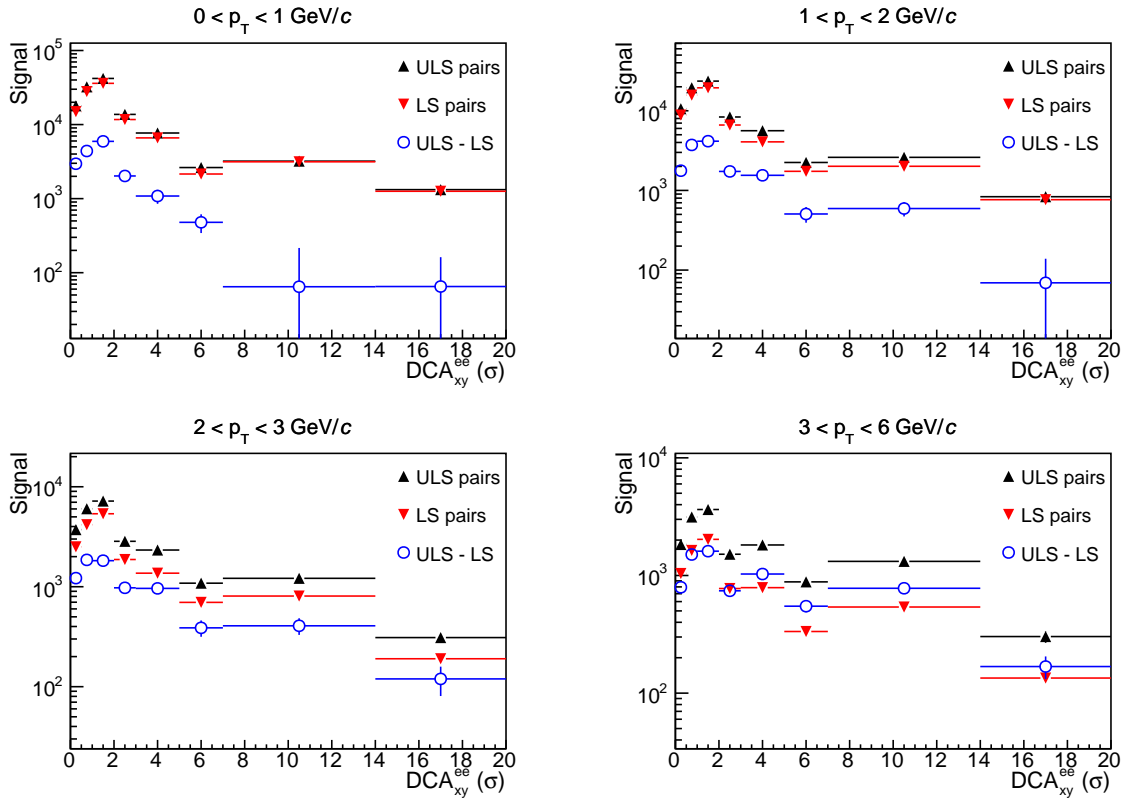 0 < p_T < 1 GeV/c
Signal
10^5
10^4
10^3
10^2
ULS pairs
LS pairs
ULS - LS
0 2 4 6 8 10 12 14 16 18 20
DCA_xy^ee (σ)
1 < p_T < 2 GeV/c
Signal
10^4
10^3
10^2
ULS pairs
LS pairs
ULS - LS
0 2 4 6 8 10 12 14 16 18 20
DCA_xy^ee (σ)
2 < p_T < 3 GeV/c
Signal
10^4
10^3
10^2
ULS pairs
LS pairs
ULS - LS
0 2 4 6 8 10 12 14 16 18 20
DCA_xy^ee (σ)
3 < p_T < 6 GeV/c
Signal
10^4
10^3
10^2
ULS pairs
LS pairs
ULS - LS
0 2 4 6 8 10 12 14 16 18 20
DCA_xy^ee (σ)